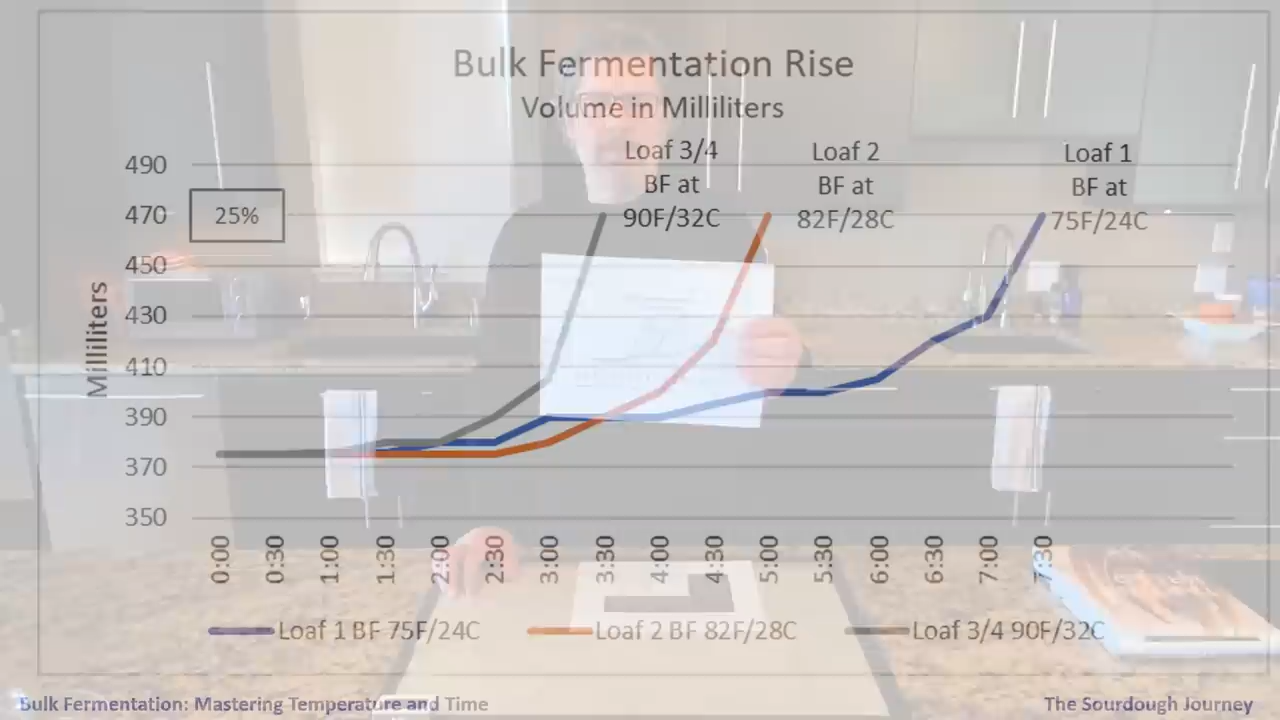 Bulk Fermentation Rise
Volume in Milliliters
Loaf 3/4
BF at
90F/32C
Loaf 2
BF at
82F/28C
Loaf 1
BF at
75F/24C
25%
Milliliters
490
470
450
430
410
390
370
350
0:00
0:30
1:00
1:30
2:00
2:30
3:00
3:30
4:00
4:30
5:00
5:30
6:00
6:30
7:00
7:30
Loaf 1 BF 75F/24C
Loaf 2 BF 82F/28C
Loaf 3/4 90F/32C
Bulk Fermentation: Mastering Temperature and Time
The Sourdough Journey